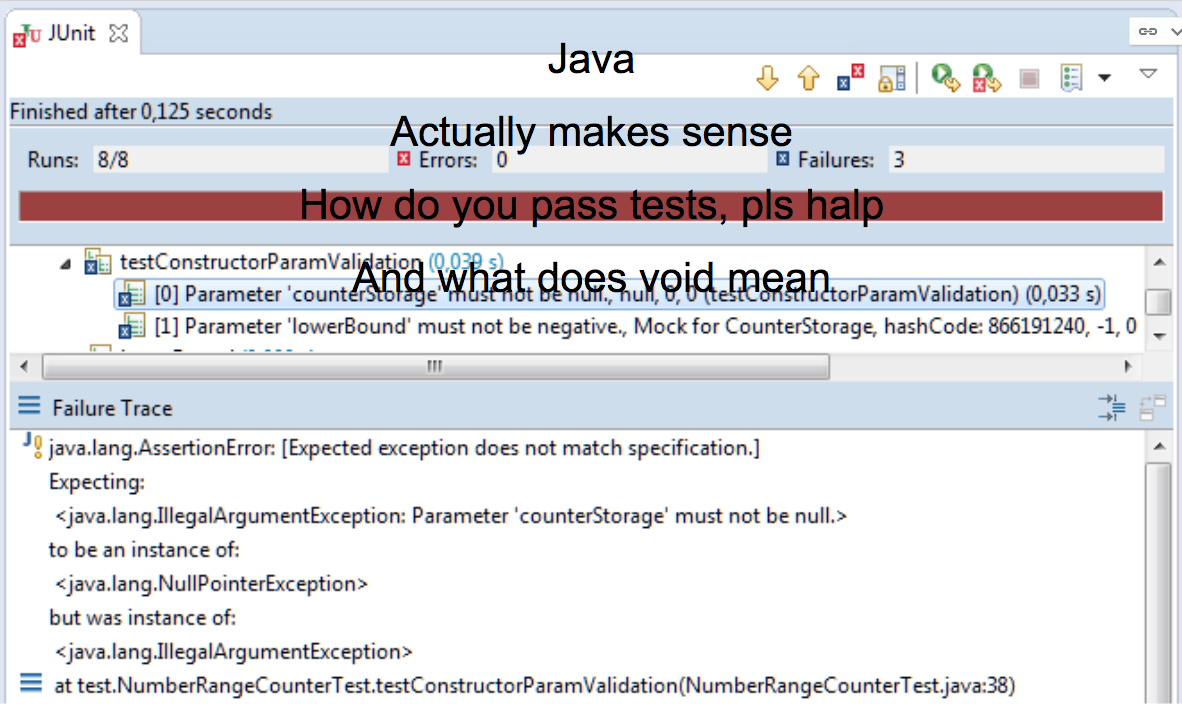 JUnit
Java
Finished after 0,125 seconds
Actually makes sense
Runs: 8/8 Errors: 0 Failures: 3
How do you pass tests, pls halp
testConstructorParamValidation (0,039 s)
And what does void mean
[0] Parameter 'counterStorage' must not be null., null, 0, 0 (testConstructorParamValidation) (0,033 s)
[1] Parameter 'lowerBound' must not be negative., Mock for CounterStorage, hashCode: 866191240, -1, 0
Failure Trace
java.lang.AssertionError: [Expected exception does not match specification.]
Expecting:
<java.lang.IllegalArgumentException: Parameter 'counterStorage' must not be null.>
to be an instance of:
<java.lang.NullPointerException>
but was instance of:
<java.lang.IllegalArgumentException>
at test.NumberRangeCounterTest.testConstructorParamValidation(NumberRangeCounterTest.java:38)